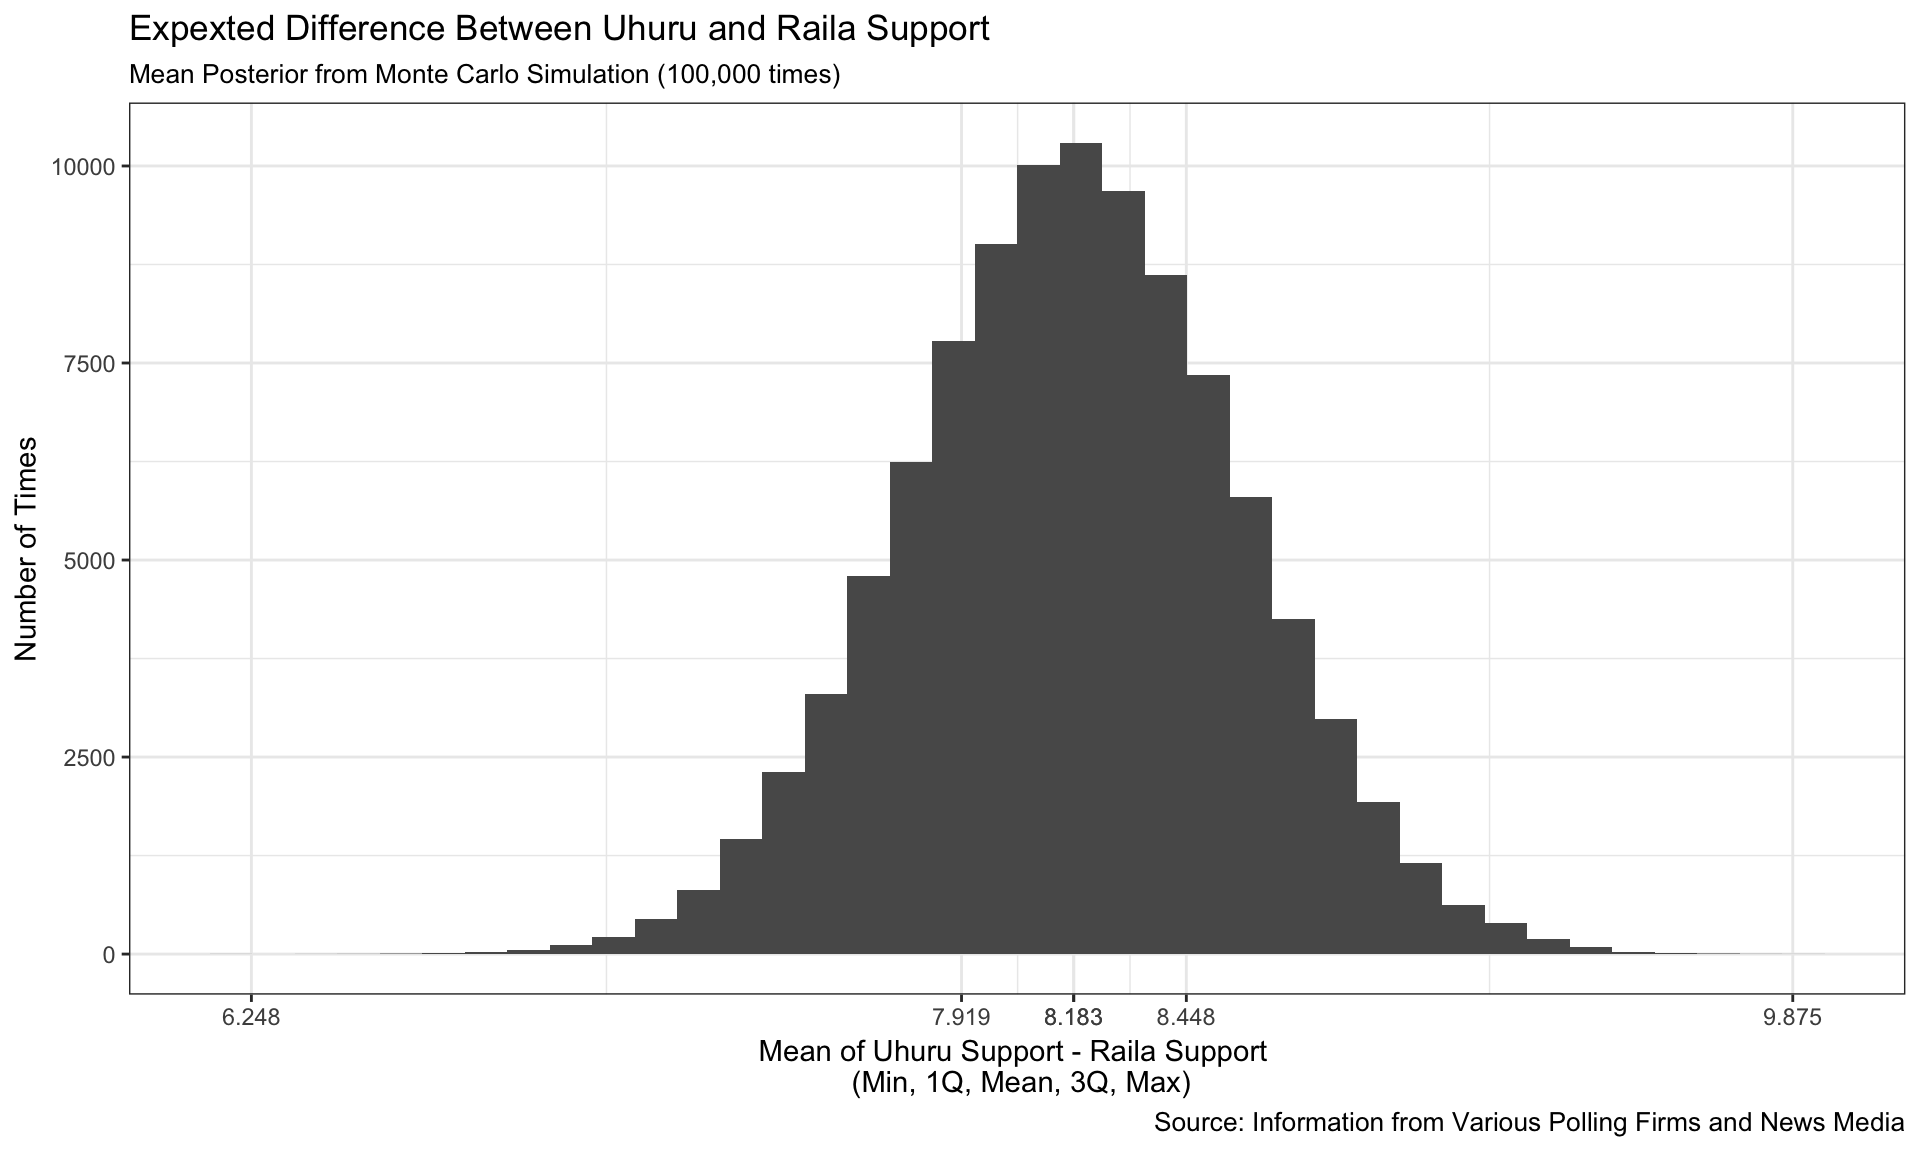 Expexted Difference Between Uhuru and Raila Support
Mean Posterior from Monte Carlo Simulation (100,000 times)
Number of Times
10000
7500
5000
2500
0
6.248 7.919 8.183 8.448 9.875
Mean of Uhuru Support - Raila Support
(Min, 1Q, Mean, 3Q, Max)
Source: Information from Various Polling Firms and News Media